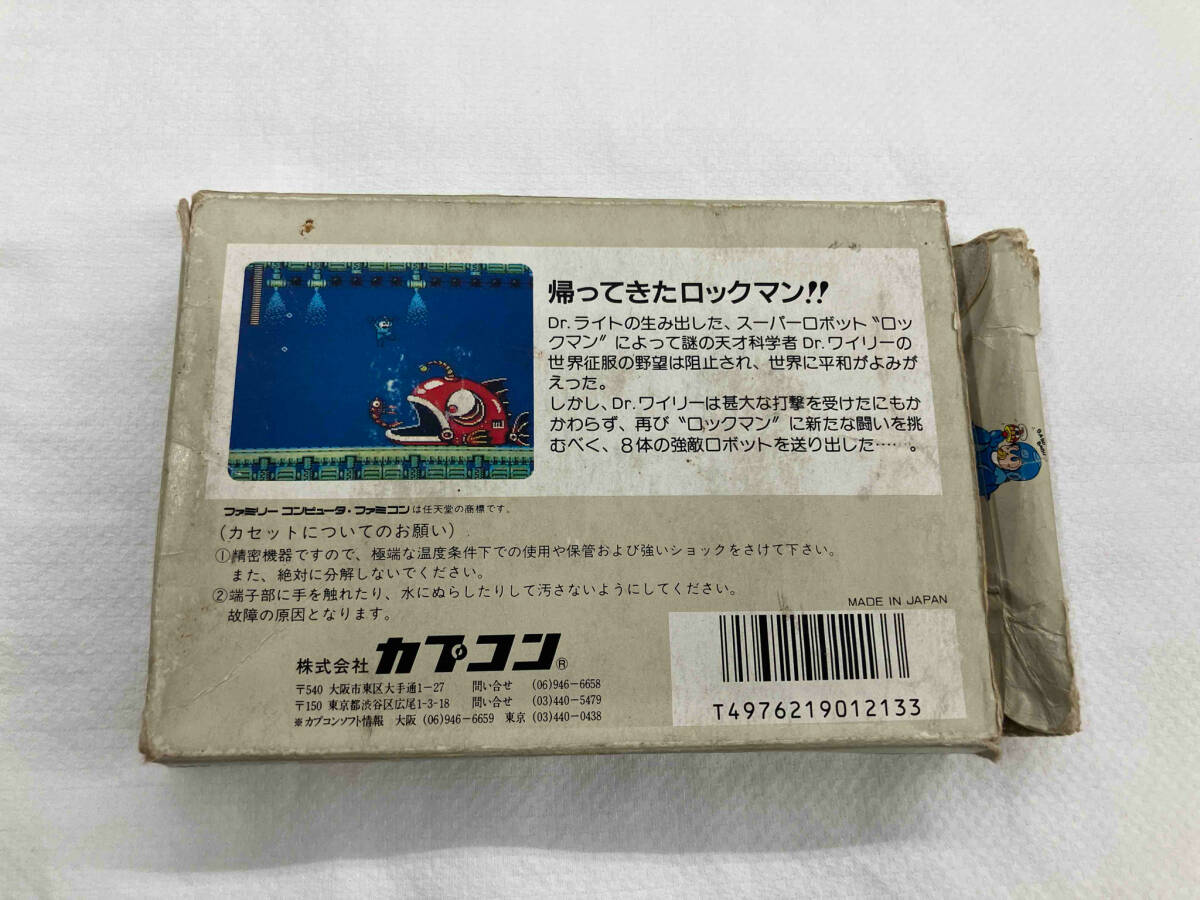 帰ってきたロックマン!!
Dr.ライトの生み出した、スーパーロボット〝ロッ
クマン〟によって謎の天才科学者 Dr.ワイリーの
世界征服の野望は阻止され、世界に平和がよみが
えった。
しかし、Dr.ワイリーは甚大な打撃を受けたにもか
かわらず、再び〝ロックマン〟に新たな闘いを挑
むべく、8体の強敵ロボットを送り出した……。
ファミリーコンピュータ・ファミコンは任天堂の商標です。
(カセットについてのお願い)
①精密機器ですので、極端な温度条件下での使用や保管および強いショックをさけて下さい。
また、絶対に分解しないでください。
②端子部に手を触れたり、水にぬらしたりして汚さないようにしてください。
故障の原因となります。
MADE IN JAPAN
株式会社 カプコン®
〒540 大阪市東区大手通1-27 問い合せ (06)946-6658
〒150 東京都渋谷区広尾1-3-18 問い合せ (03)440-5479
※カプコンソフト情報 大阪 (06)946-6659 東京 (03)440-0438
T4976219012133